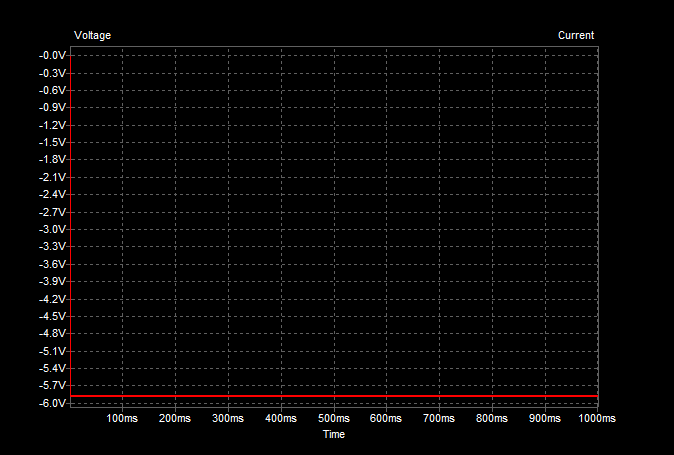 Voltage Current
-0.0V
-0.3V
-0.6V
-0.9V
-1.2V
-1.5V
-1.8V
-2.1V
-2.4V
-2.7V
-3.0V
-3.3V
-3.6V
-3.9V
-4.2V
-4.5V
-4.8V
-5.1V
-5.4V
-5.7V
-6.0V
100ms 200ms 300ms 400ms 500ms 600ms 700ms 800ms 900ms 1000ms
Time